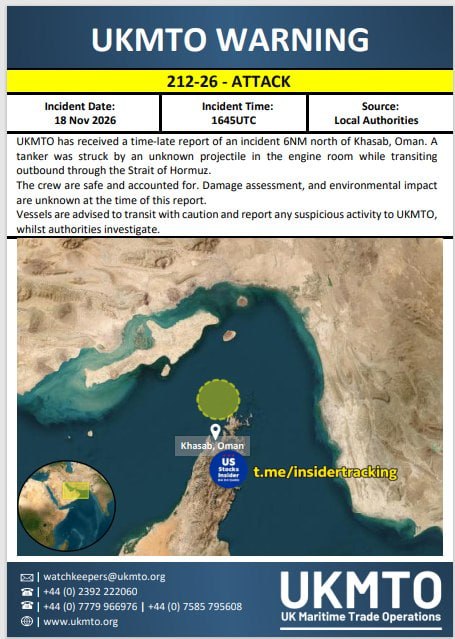 UKMTO WARNING
212-26 - ATTACK
Incident Date:
18 Nov 2026
Incident Time:
1645UTC
Source:
Local Authorities
UKMTO has received a time-late report of an incident 6NM north of Khasab, Oman. A
tanker was struck by an unknown projectile in the engine room while transiting
outbound through the Strait of Hormuz.
The crew are safe and accounted for. Damage assessment, and environmental impact
are unknown at the time of this report.
Vessels are advised to transit with caution and report any suspicious activity to UKMTO,
whilst authorities investigate.
Khasab, Oman
US
Stocks
Insider
t.me/insidertracking
| watchkeepers@ukmto.org
| +44 (0) 2392 222060
| +44 (0) 7779 966976 | +44 (0) 7585 795608
| www.ukmto.org
UKMTO
UK Maritime Trade Operations